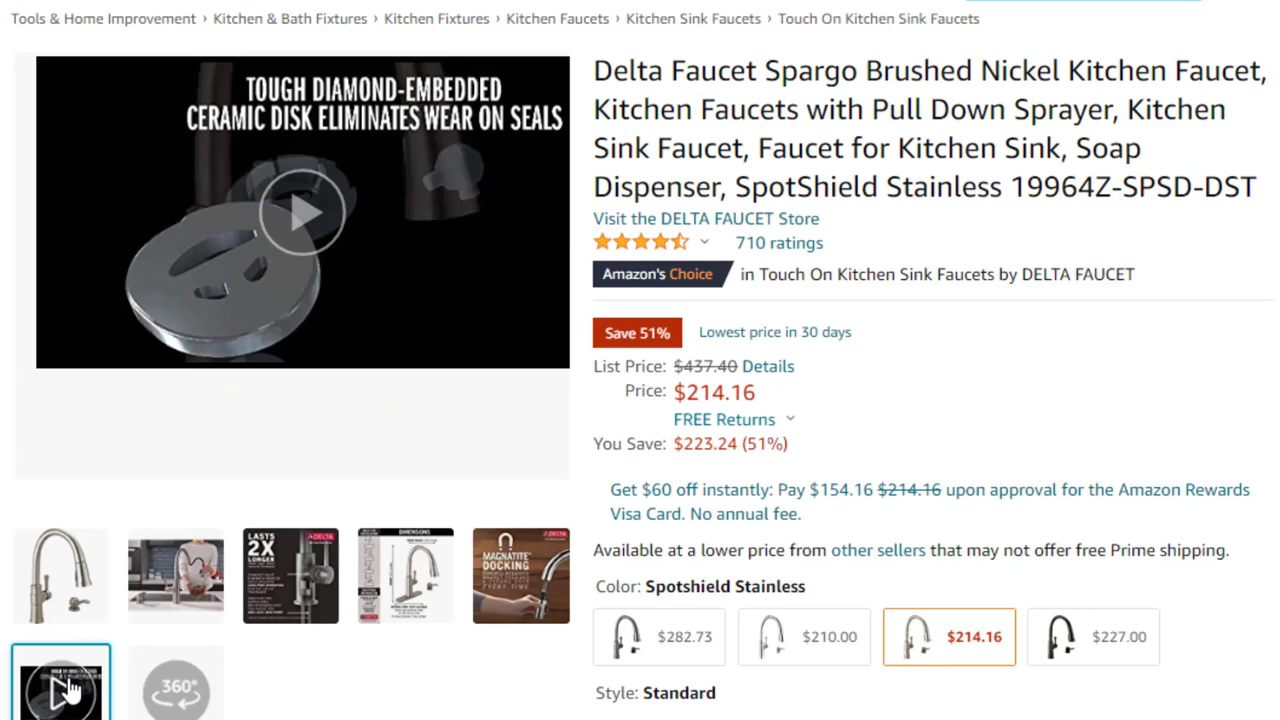 Tools & Home Improvement › Kitchen & Bath Fixtures › Kitchen Fixtures › Kitchen Faucets › Kitchen Sink Faucets › Touch On Kitchen Sink Faucets
TOUGH DIAMOND-EMBEDDED
CERAMIC DISK ELIMINATES WEAR ON SEALS
Delta Faucet Spargo Brushed Nickel Kitchen Faucet,
Kitchen Faucets with Pull Down Sprayer, Kitchen
Sink Faucet, Faucet for Kitchen Sink, Soap
Dispenser, SpotShield Stainless 19964Z-SPSD-DST
Visit the DELTA FAUCET Store
710 ratings
Amazon's Choice in Touch On Kitchen Sink Faucets by DELTA FAUCET
Save 51% Lowest price in 30 days
List Price: $437.40 Details
Price: $214.16
FREE Returns
You Save: $223.24 (51%)
Get $60 off instantly: Pay $154.16 $214.16 upon approval for the Amazon Rewards
Visa Card. No annual fee.
Available at a lower price from other sellers that may not offer free Prime shipping.
Color: Spotshield Stainless
$282.73 $210.00 $214.16 $227.00
Style: Standard
LASTS
2X
LONGER
DELTA
DIMENSIONS
MAGNATITE
DOCKING
360°